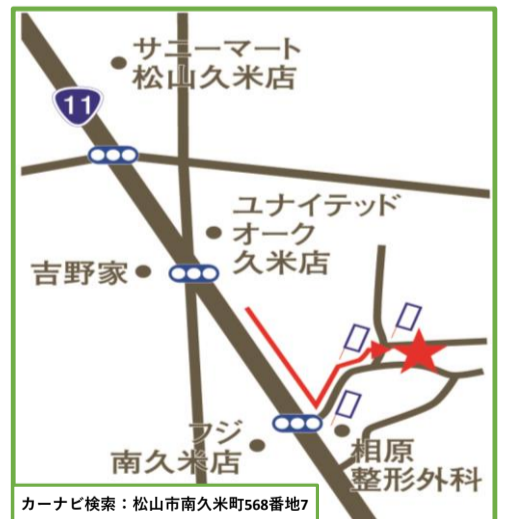 サニーマート
松山久米店
11
ユナイテッド
オーク
久米店
吉野家
フジ
南久米店
相原
整形外科
カーナビ検索：松山市南久米町568番地7